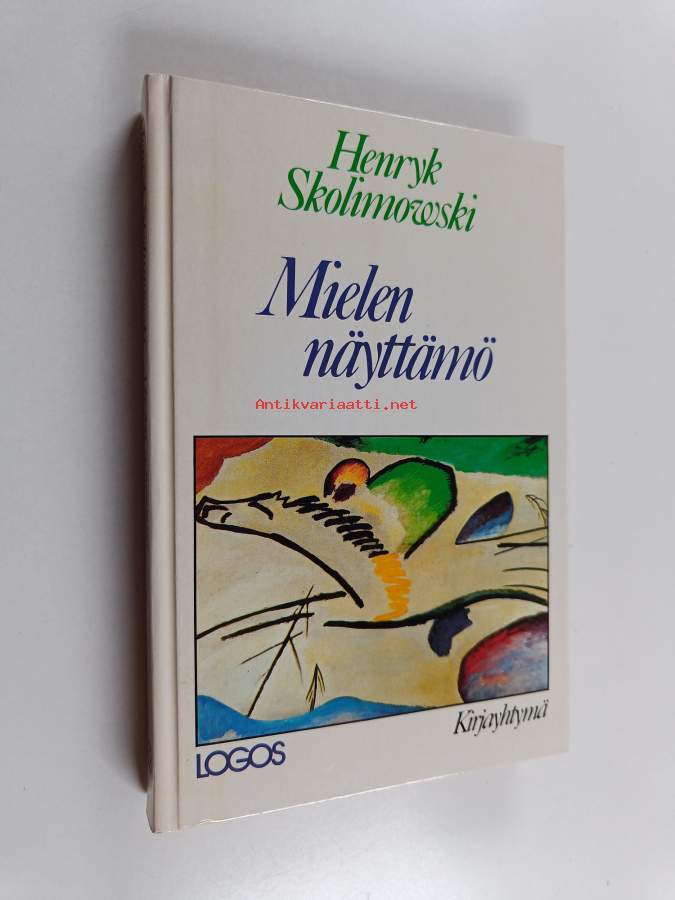 Henryk
Skolimowski
Mielen
näyttämö
Antikvariaatti.net
Kirjayhtymä
LOGOS